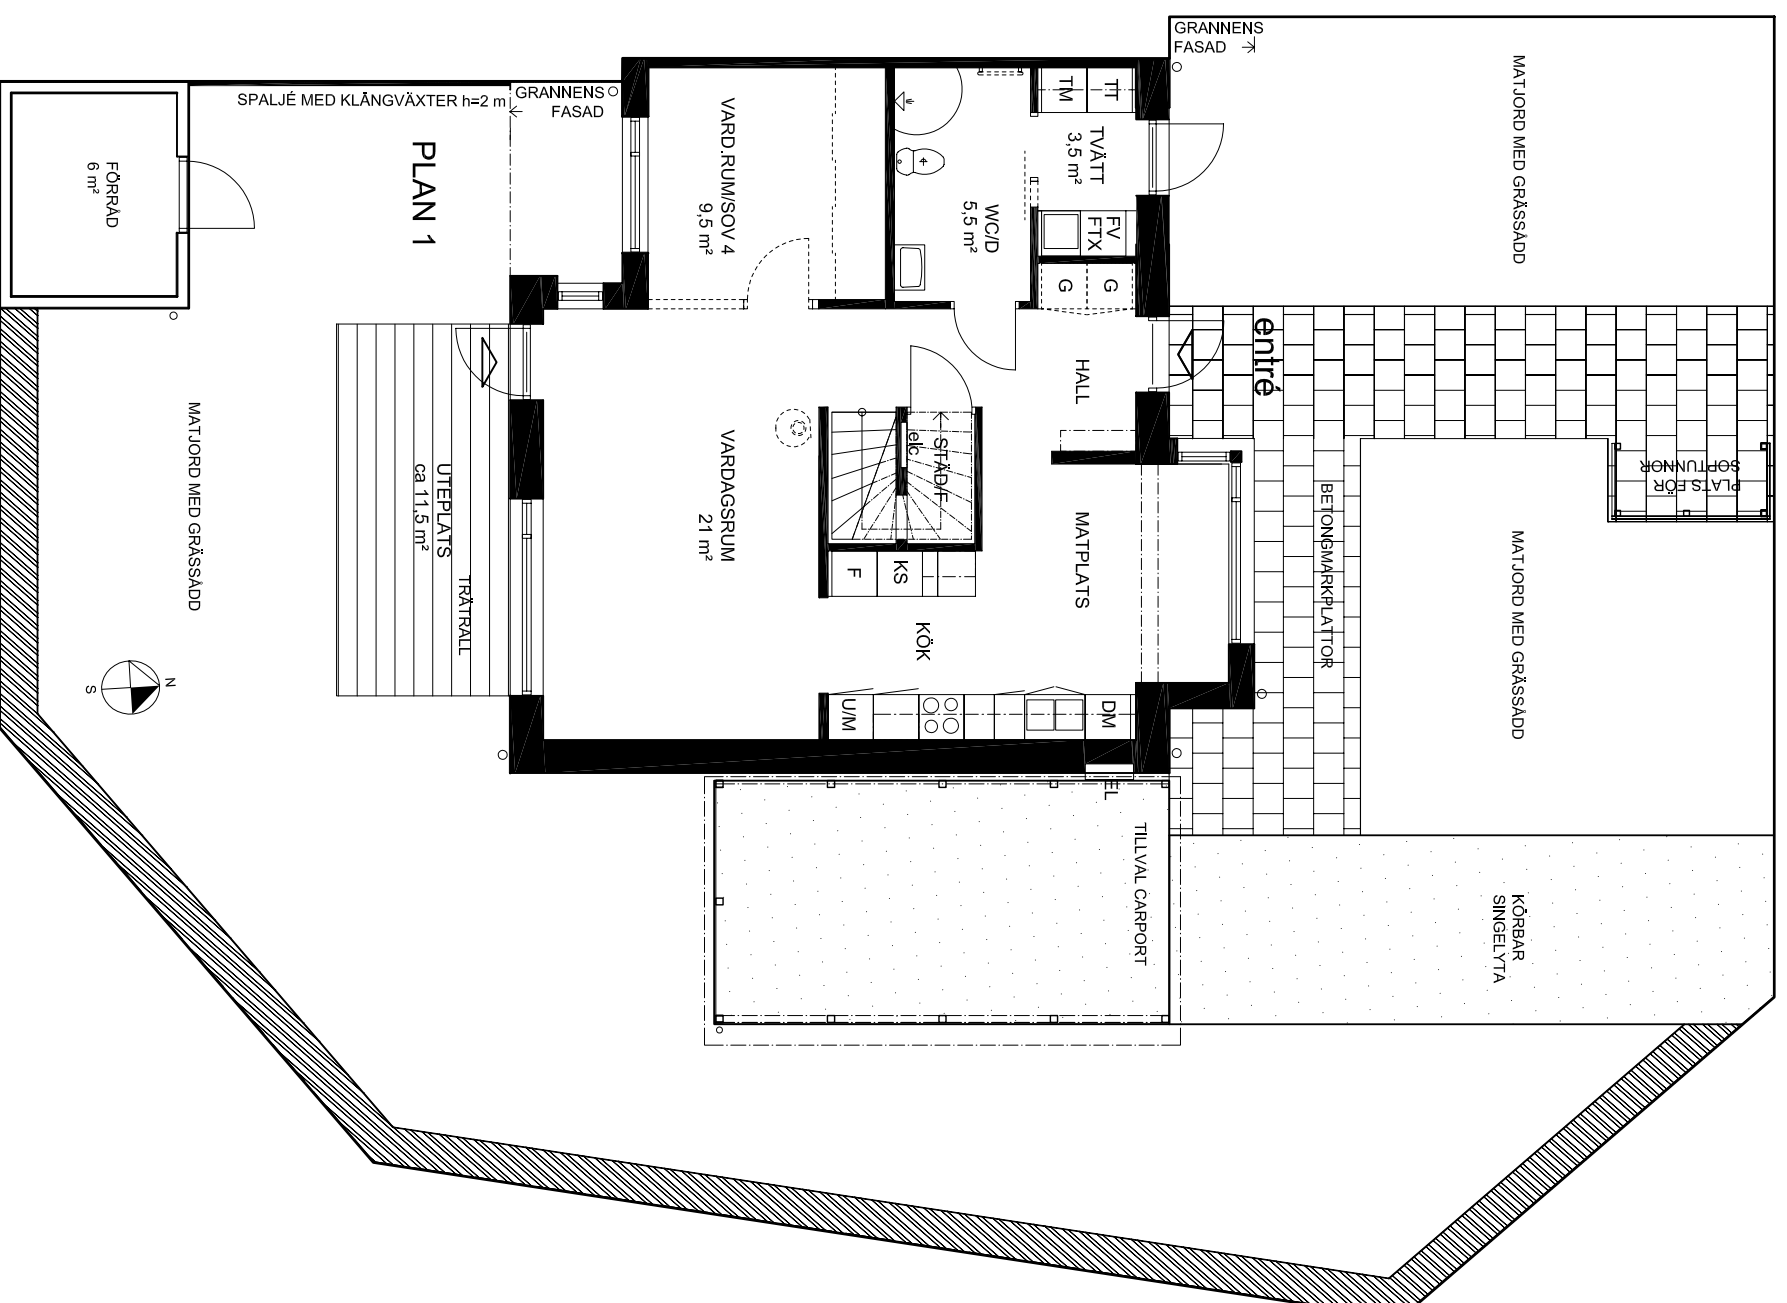 GRANNENS
FASAD
MATJORD MED GRÄSSÅDD
SPALJÉ MED KLÄNGVÄXTER h=2 m
GRANNENS
FASAD
PLAN 1
FÖRRÅD
6 m²
VARD.RUM/SOV 4
9,5 m²
TM
TT
TVÄTT
3,5 m²
WC/D
5,5 m²
FV
FTX
G
G
entré
HALL
PLATS FÖR
SOPTUNNOR
MATJORD MED GRÄSSÅDD
UTEPLATS
ca 11,5 m²
TRÄTRALL
VARDAGSRUM
21 m²
STÄD/F
elc
MATPLATS
BETONGMARKPLATTOR
MATJORD MED GRÄSSÅDD
F
KS
KÖK
N
S
U/M
DM
EL
TILLVAL CARPORT
KÖRBAR
SINGELYTA